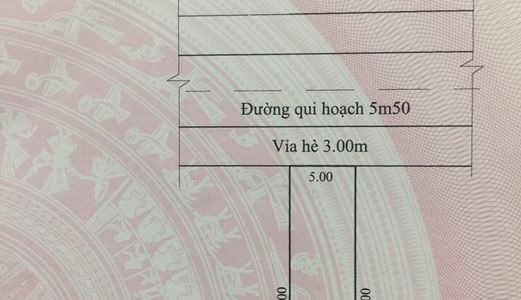 Đường qui hoạch 5m50
Vỉa hè 3.00m
5.00